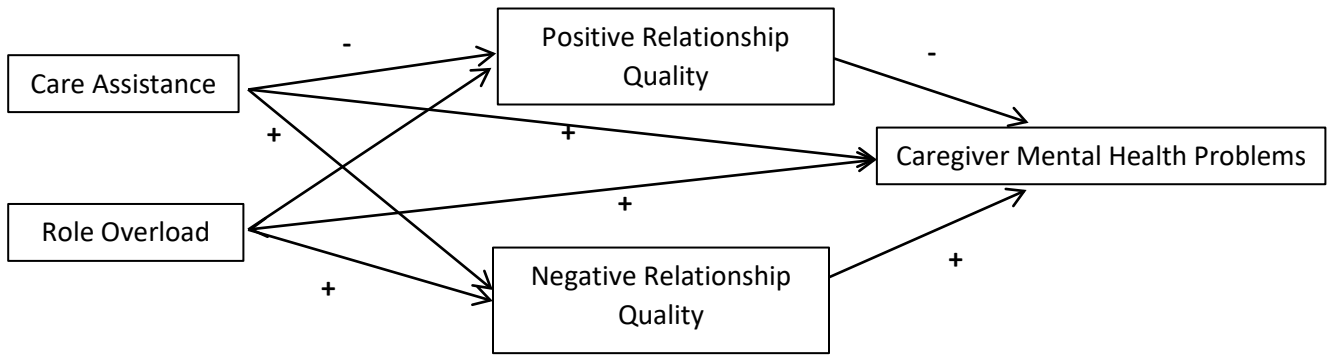 Positive Relationship
Quality
-
-
Care Assistance
+
+
Caregiver Mental Health Problems
Role Overload
+
+
+
Negative Relationship
Quality